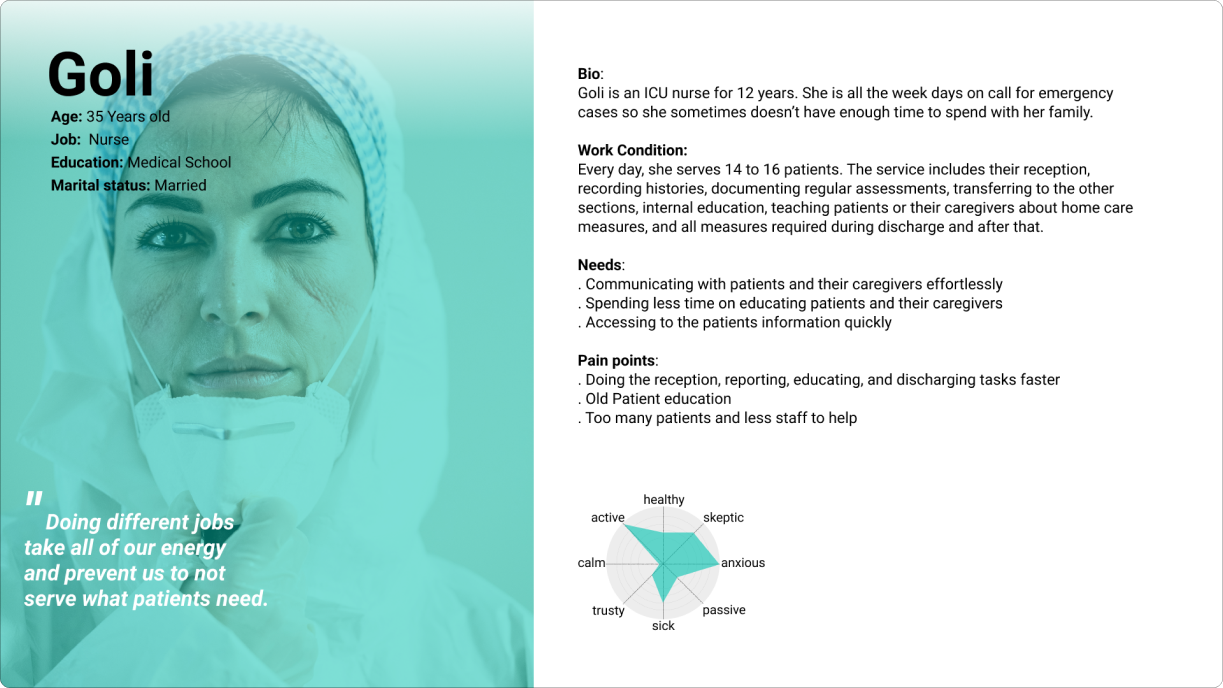 Goli
Age: 35 Years old
Job: Nurse
Education: Medical School
Marital status: Married
"
Doing different jobs
take all of our energy
and prevent us to not
serve what patients need.
Bio:
Goli is an ICU nurse for 12 years. She is all the week days on call for emergency
cases so she sometimes doesn’t have enough time to spend with her family.
Work Condition:
Every day, she serves 14 to 16 patients. The service includes their reception,
recording histories, documenting regular assessments, transferring to the other
sections, internal education, teaching patients or their caregivers about home care
measures, and all measures required during discharge and after that.
Needs:
. Communicating with patients and their caregivers effortlessly
. Spending less time on educating patients and their caregivers
. Accessing to the patients information quickly
Pain points:
. Doing the reception, reporting, educating, and discharging tasks faster
. Old Patient education
. Too many patients and less staff to help
healthy
active
skeptic
calm
anxious
trusty
passive
sick